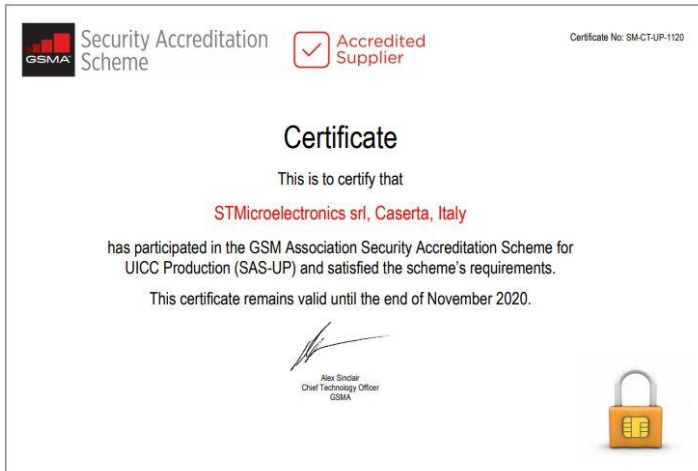 GSMA
Security Accreditation
Scheme
Accredited
Supplier
Certificate No: SM-CT-UP-1120
Certificate
This is to certify that
STMicroelectronics srl, Caserta, Italy
has participated in the GSM Association Security Accreditation Scheme for
UICC Production (SAS-UP) and satisfied the scheme's requirements.
This certificate remains valid until the end of November 2020.
Alex Sinclair
Chief Technology Officer
GSMA